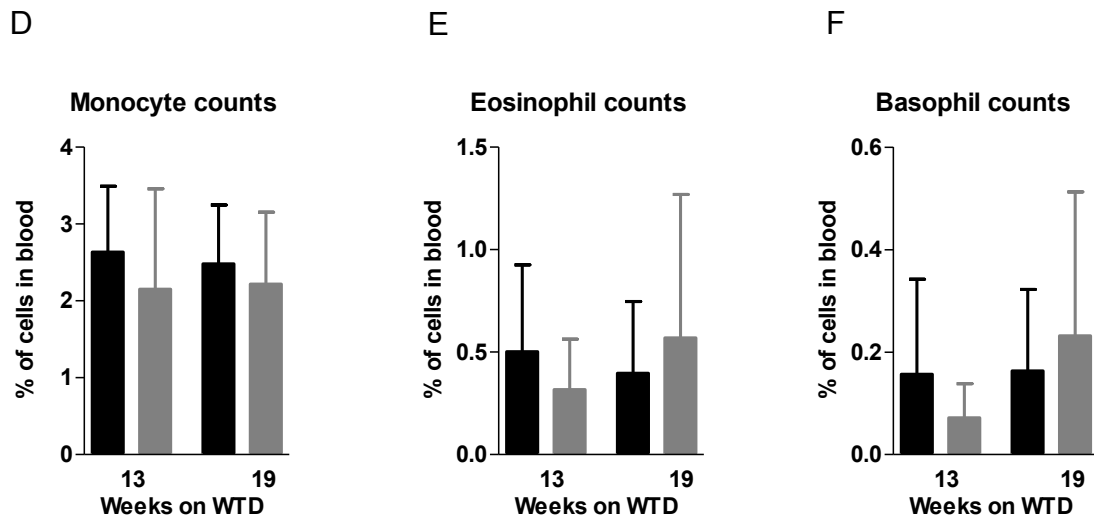 D
Monocyte counts
% of cells in blood
4
3
2
1
0
13 19
Weeks on WTD
E
Eosinophil counts
% of cells in blood
1.5
1.0
0.5
0.0
13 19
Weeks on WTD
F
Basophil counts
% of cells in blood
0.6
0.4
0.2
0.0
13 19
Weeks on WTD